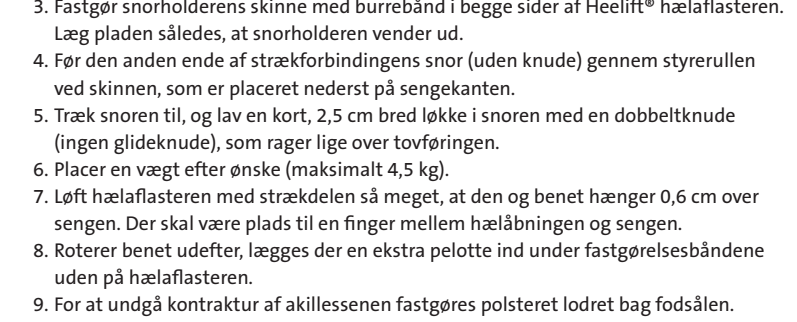 3. Fastgør snorholderens skinne med burrebånd i begge sider af Heelift® hælaflasteren.
Læg pladen således, at snorholderen vender ud.
4. Før den anden ende af strækforbindingens snor (uden knude) gennem styrerullen
ved skinnen, som er placeret nederst på sengekanten.
5. Træk snoren til, og lav en kort, 2,5 cm bred løkke i snoren med en dobbeltknude
(ingen glideknude), som rager lige over tovføringen.
6. Placer en vægt efter ønske (maksimalt 4,5 kg).
7. Løft hælaflasteren med strækdelen så meget, at den og benet hænger 0,6 cm over
sengen. Der skal være plads til en finger mellem hælåbningen og sengen.
8. Roterer benet udefter, lægges der en ekstra pelotte ind under fastgørelsesbåndene
uden på hælaflasteren.
9. For at undgå kontraktur af akillessenen fastgøres polsteret lodret bag fodsålen.